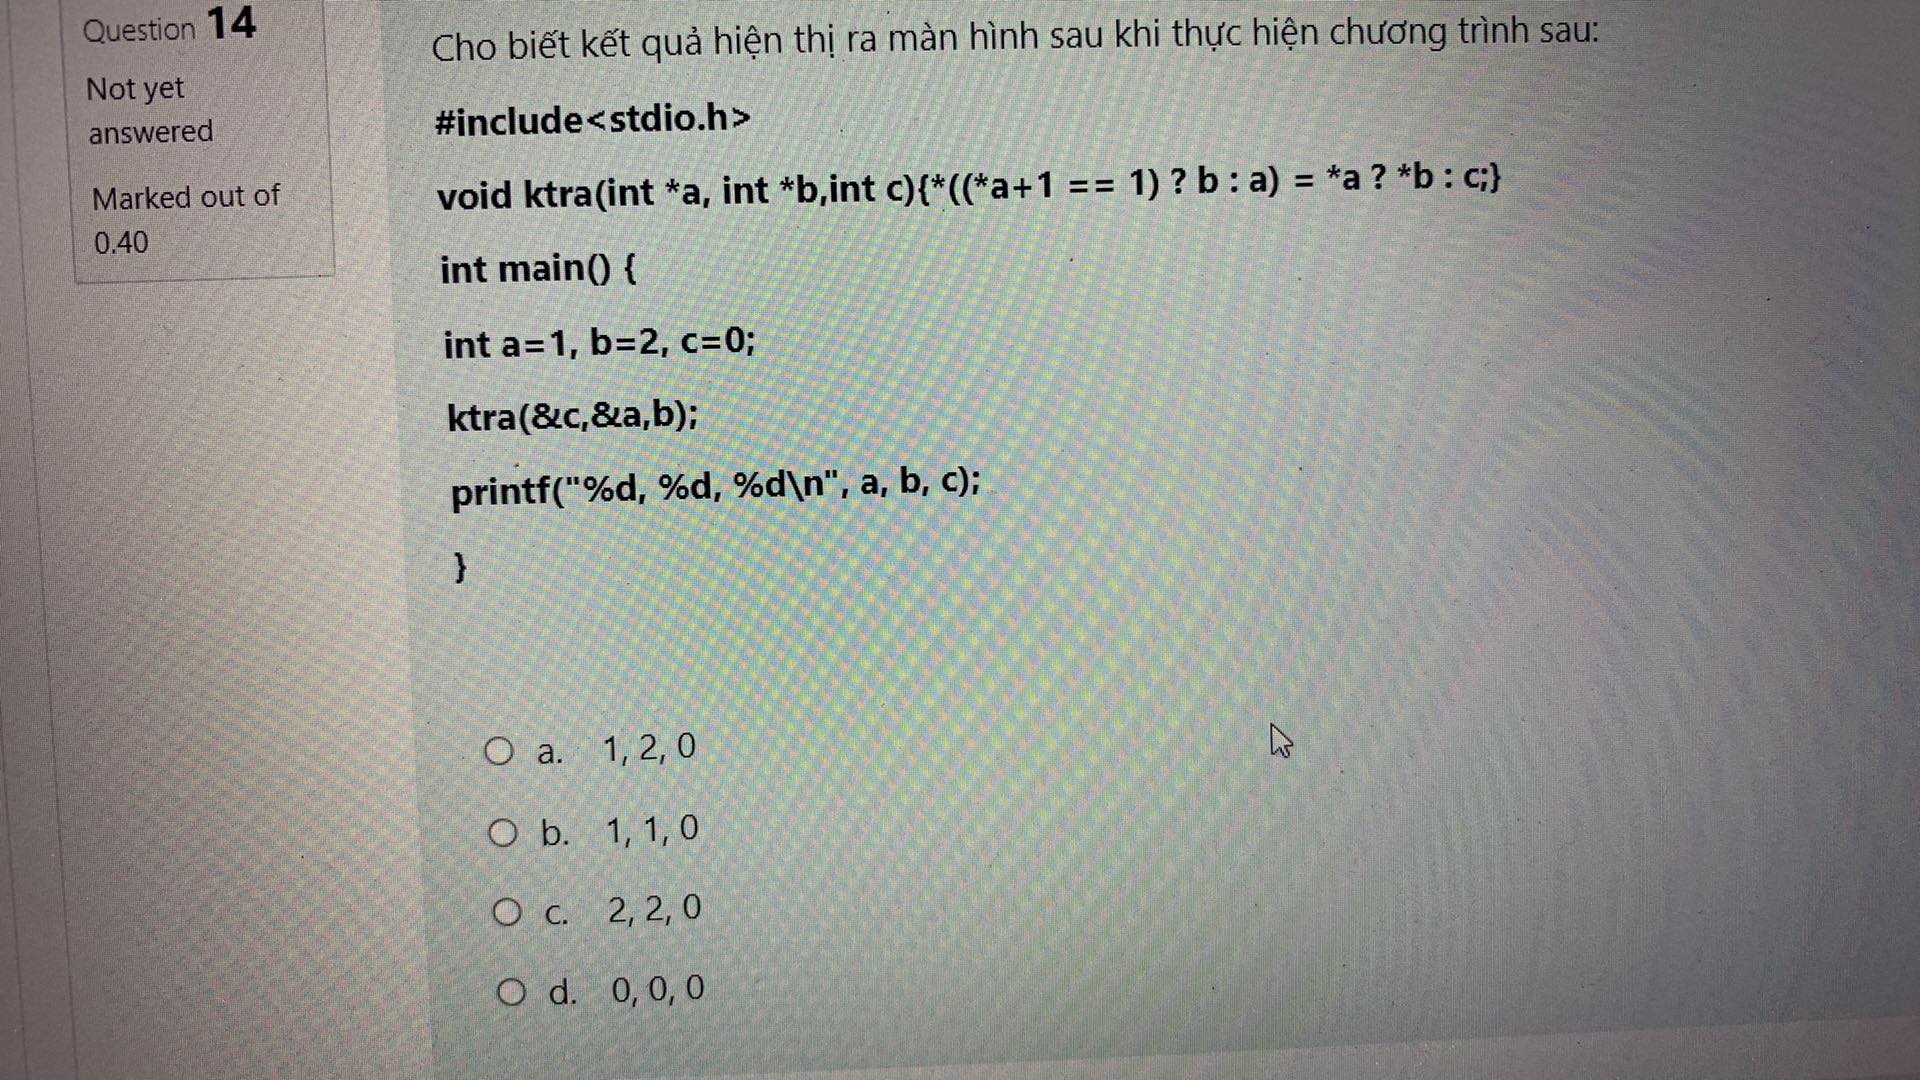 Question 14
Not yet
answered
Marked out of
0.40
Cho biết kết quả hiện thị ra màn hình sau khi thực hiện chương trình sau:
#include<stdio.h>
void ktra(int *a, int *b,int c){*((*a+1 == 1) ? b : a) = *a ? *b : c;}
int main() {
int a=1, b=2, c=0;
ktra(&c,&a,b);
printf("%d, %d, %d\n", a, b, c);
}
a. 1, 2, 0
b. 1, 1, 0
c. 2, 2, 0
d. 0, 0, 0